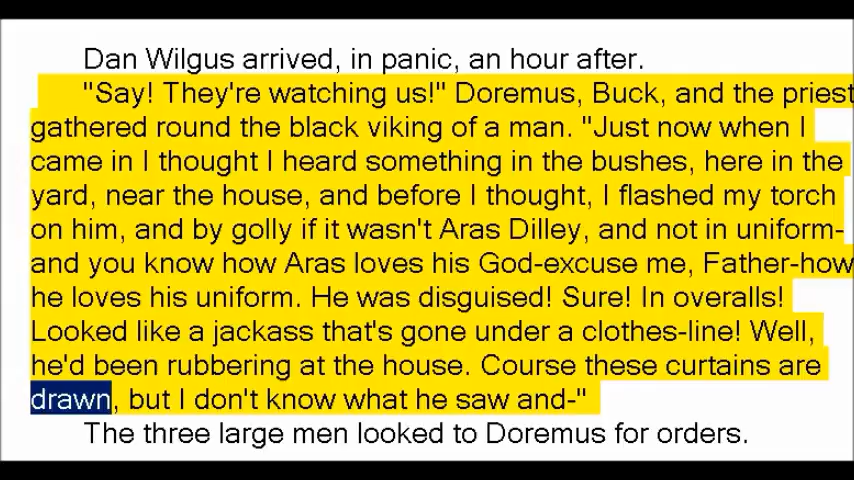 Dan Wilgus arrived, in panic, an hour after.
"Say! They're watching us!" Doremus, Buck, and the priest
gathered round the black viking of a man. "Just now when I
came in I thought I heard something in the bushes, here in the
yard, near the house, and before I thought, I flashed my torch
on him, and by golly if it wasn't Aras Dilley, and not in uniform-
and you know how Aras loves his God-excuse me, Father-how
he loves his uniform. He was disguised! Sure! In overalls!
Looked like a jackass that's gone under a clothes-line! Well,
he'd been rubbering at the house. Course these curtains are
drawn, but I don't know what he saw and-"
The three large men looked to Doremus for orders.